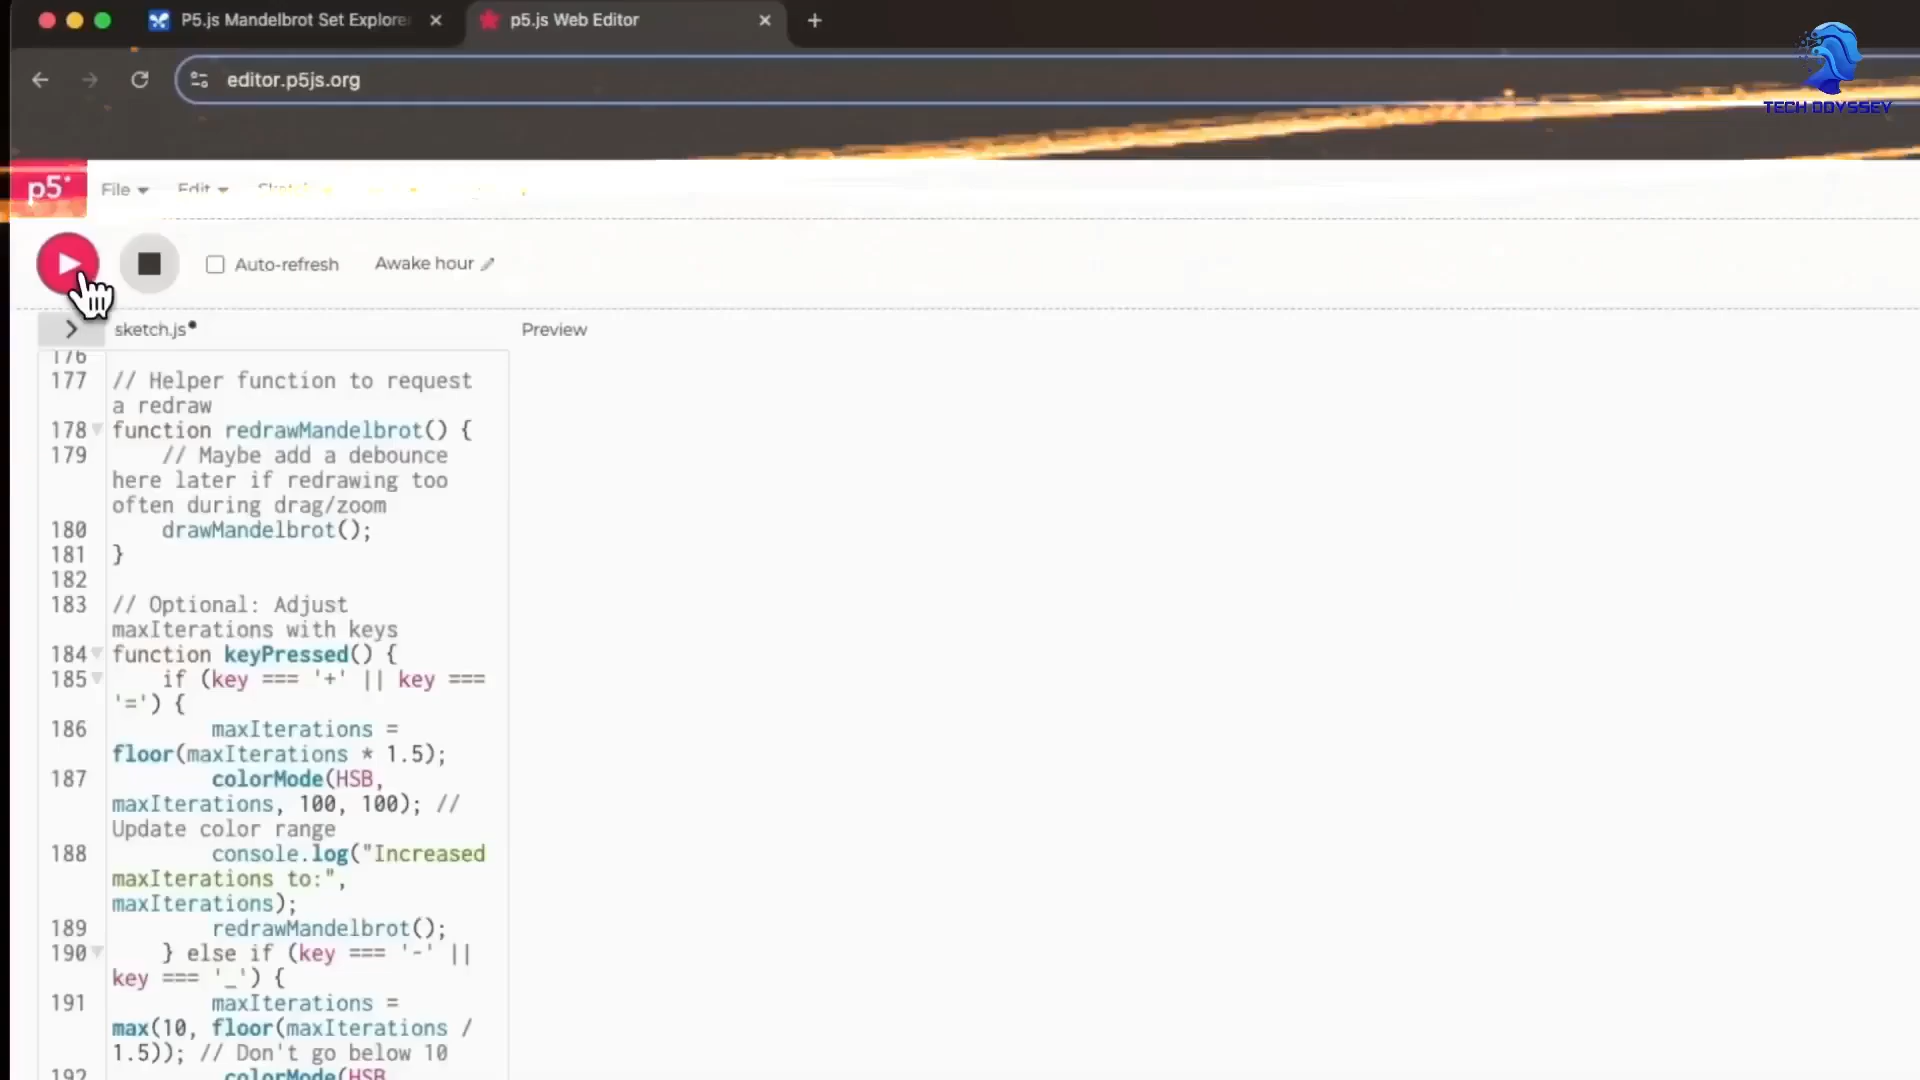 P5.js Mandelbrot Set Explorer
p5.js Web Editor
editor.p5js.org
TECH ODYSSEY
p5*
File
Edit
Auto-refresh
Awake hour
sketch.js
Preview
176
177 // Helper function to request
a redraw
178 function redrawMandelbrot() {
179 // Maybe add a debounce
here later if redrawing too
often during drag/zoom
180 drawMandelbrot();
181 }
182
183 // Optional: Adjust
maxIterations with keys
184 function keyPressed() {
185 if (key === '+' || key ===
'=') {
186 maxIterations =
floor(maxIterations * 1.5);
187 colorMode(HSB,
maxIterations, 100, 100); //
Update color range
188 console.log("Increased
maxIterations to:",
maxIterations);
189 redrawMandelbrot();
190 } else if (key === '-' ||
key === '_') {
191 maxIterations =
max(10, floor(maxIterations /
1.5)); // Don't go below 10
192 colorMode(HSB,